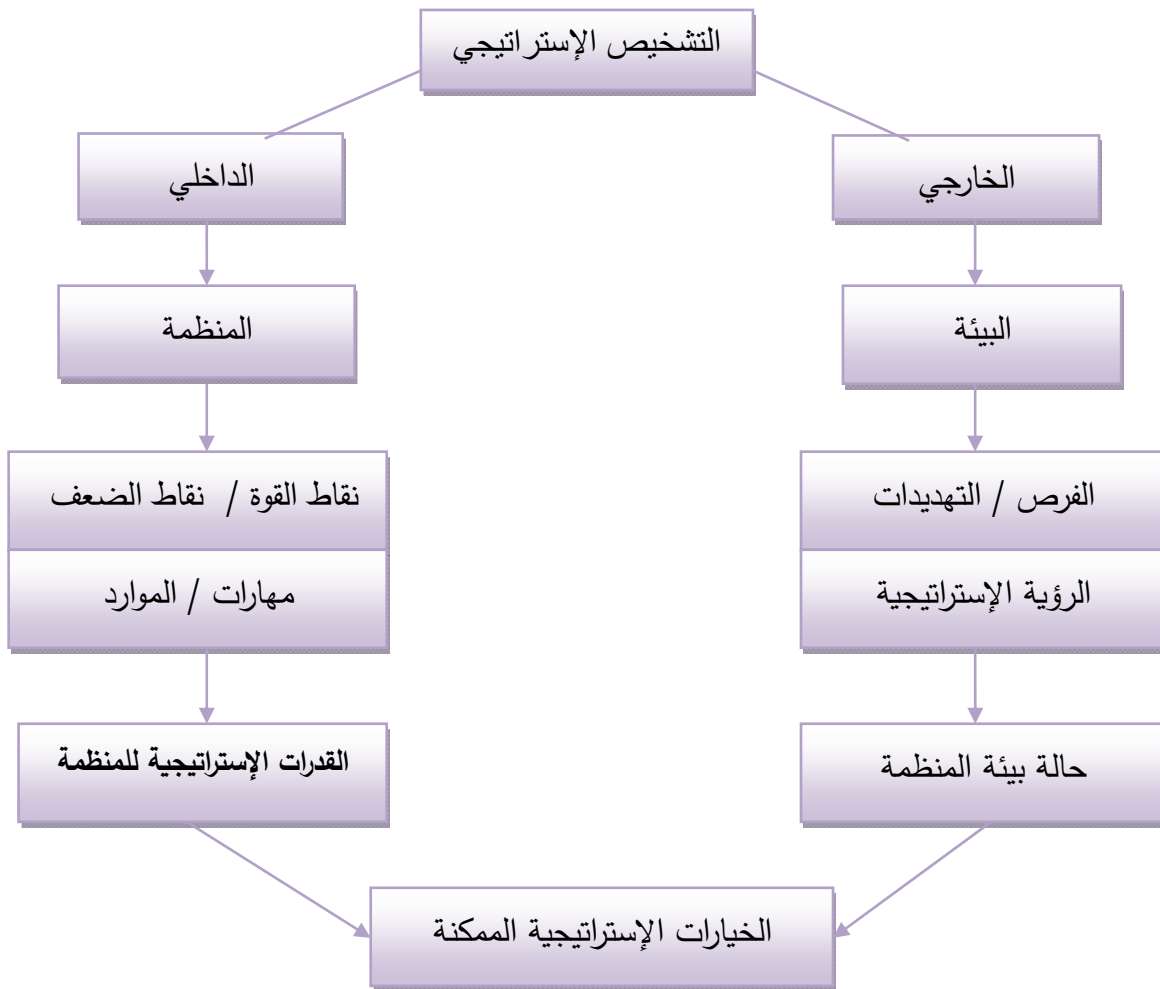 التشخيص الإستراتيجي
الخارجي
الداخلي
البيئة
المنظمة
الفرص / التهديدات
نقاط القوة / نقاط الضعف
الرؤية الإستراتيجية
مهارات / الموارد
حالة بيئة المنظمة
القدرات الإستراتيجية للمنظمة
الخيارات الإستراتيجية الممكنة